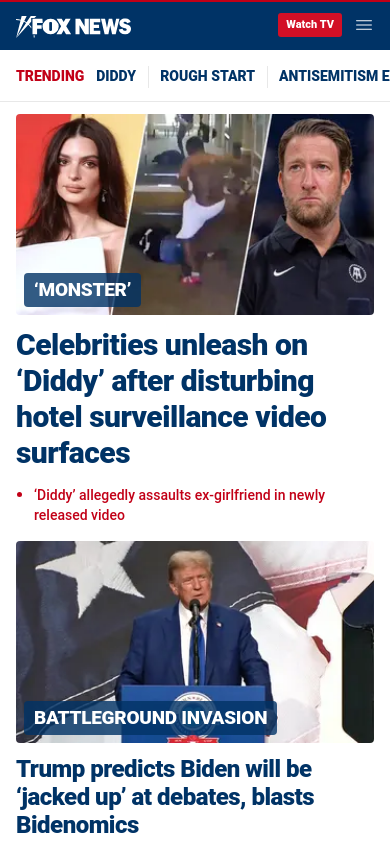 FOX NEWS
Watch TV
TRENDING DIDDY ROUGH START ANTISEMITISM E
‘MONSTER’
Celebrities unleash on
‘Diddy’ after disturbing
hotel surveillance video
surfaces
‘Diddy’ allegedly assaults ex-girlfriend in newly
released video
BATTLEGROUND INVASION
Trump predicts Biden will be
‘jacked up’ at debates, blasts
Bidenomics